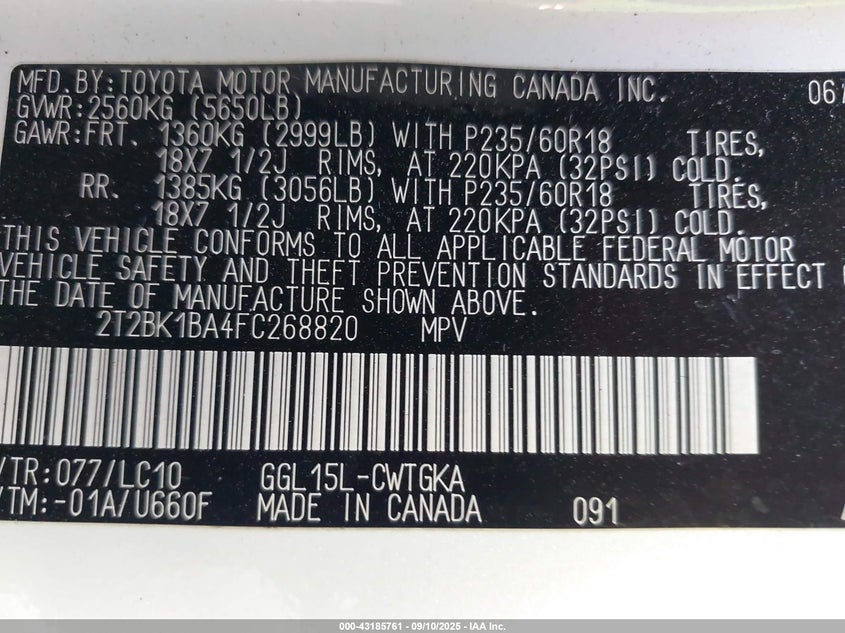 MFD.BY:TOYOTA MOTOR MANUFACTURING CANADA INC. 06/
GVWR:2560KG (5650LB)
GAWR:FRT. 1360KG (2999LB) WITH P235/60R18 TIRES,
18X7 1/2J RIMS, AT 220KPA (32PSI) COLD.
RR. 1385KG (3056LB) WITH P235/60R18 TIRES,
18X7 1/2J RIMS, AT 220KPA (32PSI) COLD.
THIS VEHICLE CONFORMS TO ALL APPLICABLE FEDERAL MOTOR
VEHICLE SAFETY AND THEFT PREVENTION STANDARDS IN EFFECT
THE DATE OF MANUFACTURE SHOWN ABOVE.
2T2BK1BA4FC268820 MPV
/TR:077/LC10 GGL15L-CWTGKA
/TM:-01A/U660F MADE IN CANADA 091
000-43185761 - 09/10/2025 - IAA Inc.